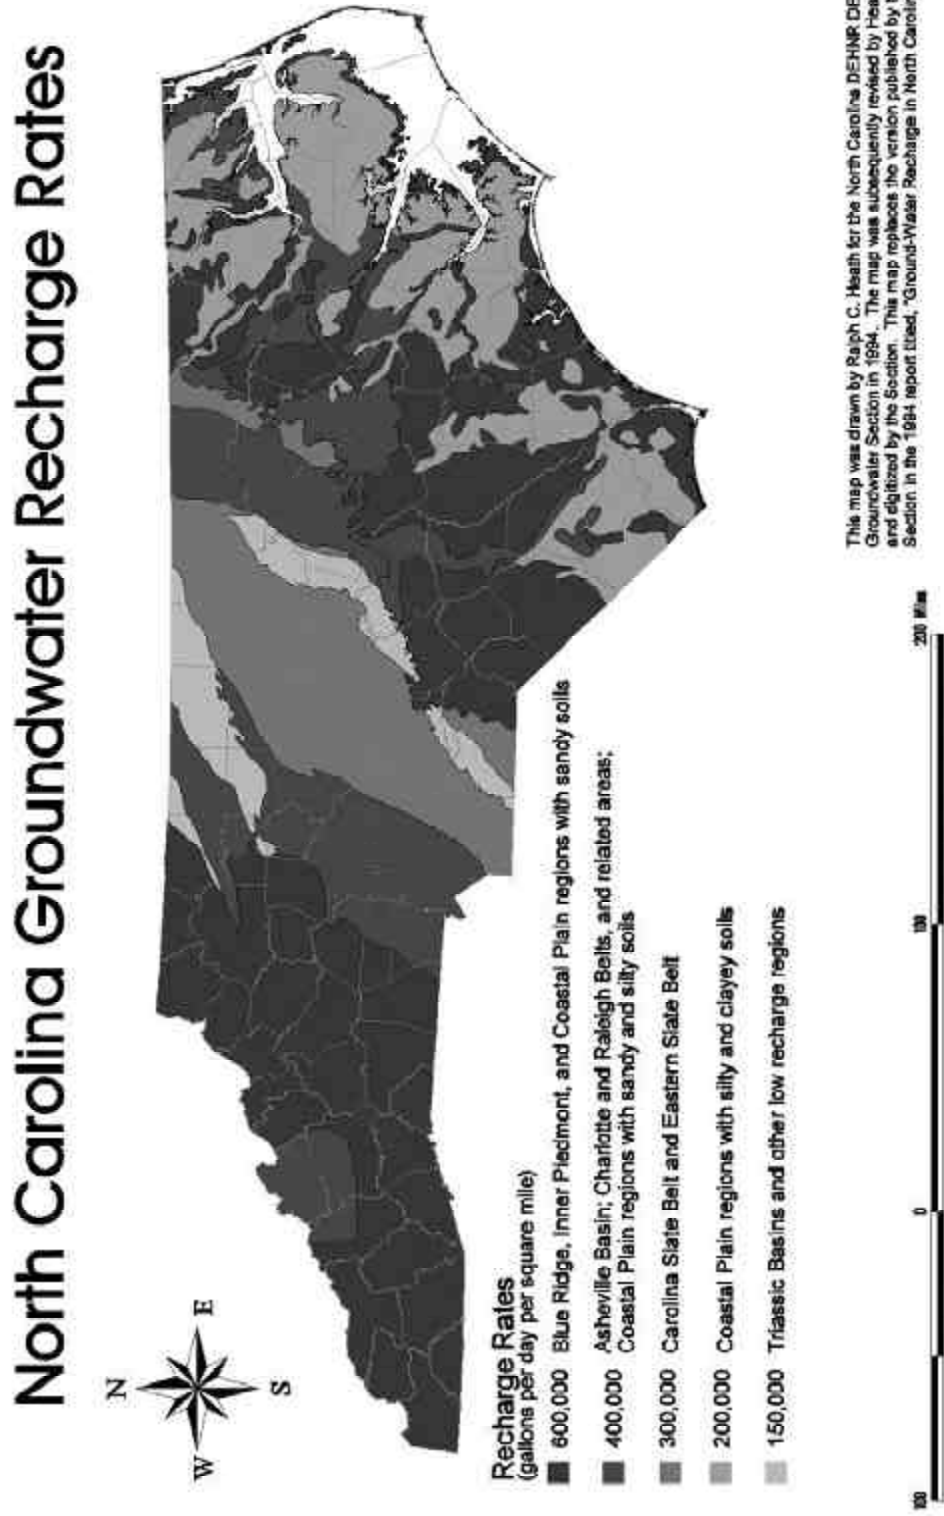 North Carolina Groundwater Recharge Rates
N
W
E
S
Recharge Rates
(gallons per day per square mile)
600,000 Blue Ridge, Inner Piedmont, and Coastal Plain regions with sandy soils
400,000 Asheville Basin; Charlotte and Raleigh Belts, and related areas;
Coastal Plain regions with sandy and silty soils
300,000 Carolina Slate Belt and Eastern Slate Belt
200,000 Coastal Plain regions with silty and clayey soils
150,000 Triassic Basins and other low recharge regions
100 0 100 200 Miles
This map was drawn by Ralph C. Heath for the North Carolina DEHNR
Groundwater Section in 1994. The map was subsequently revised by
and digitized by the Section. This map replaces the version published by
Section in the 1994 report titled, "Ground-Water Recharge in North